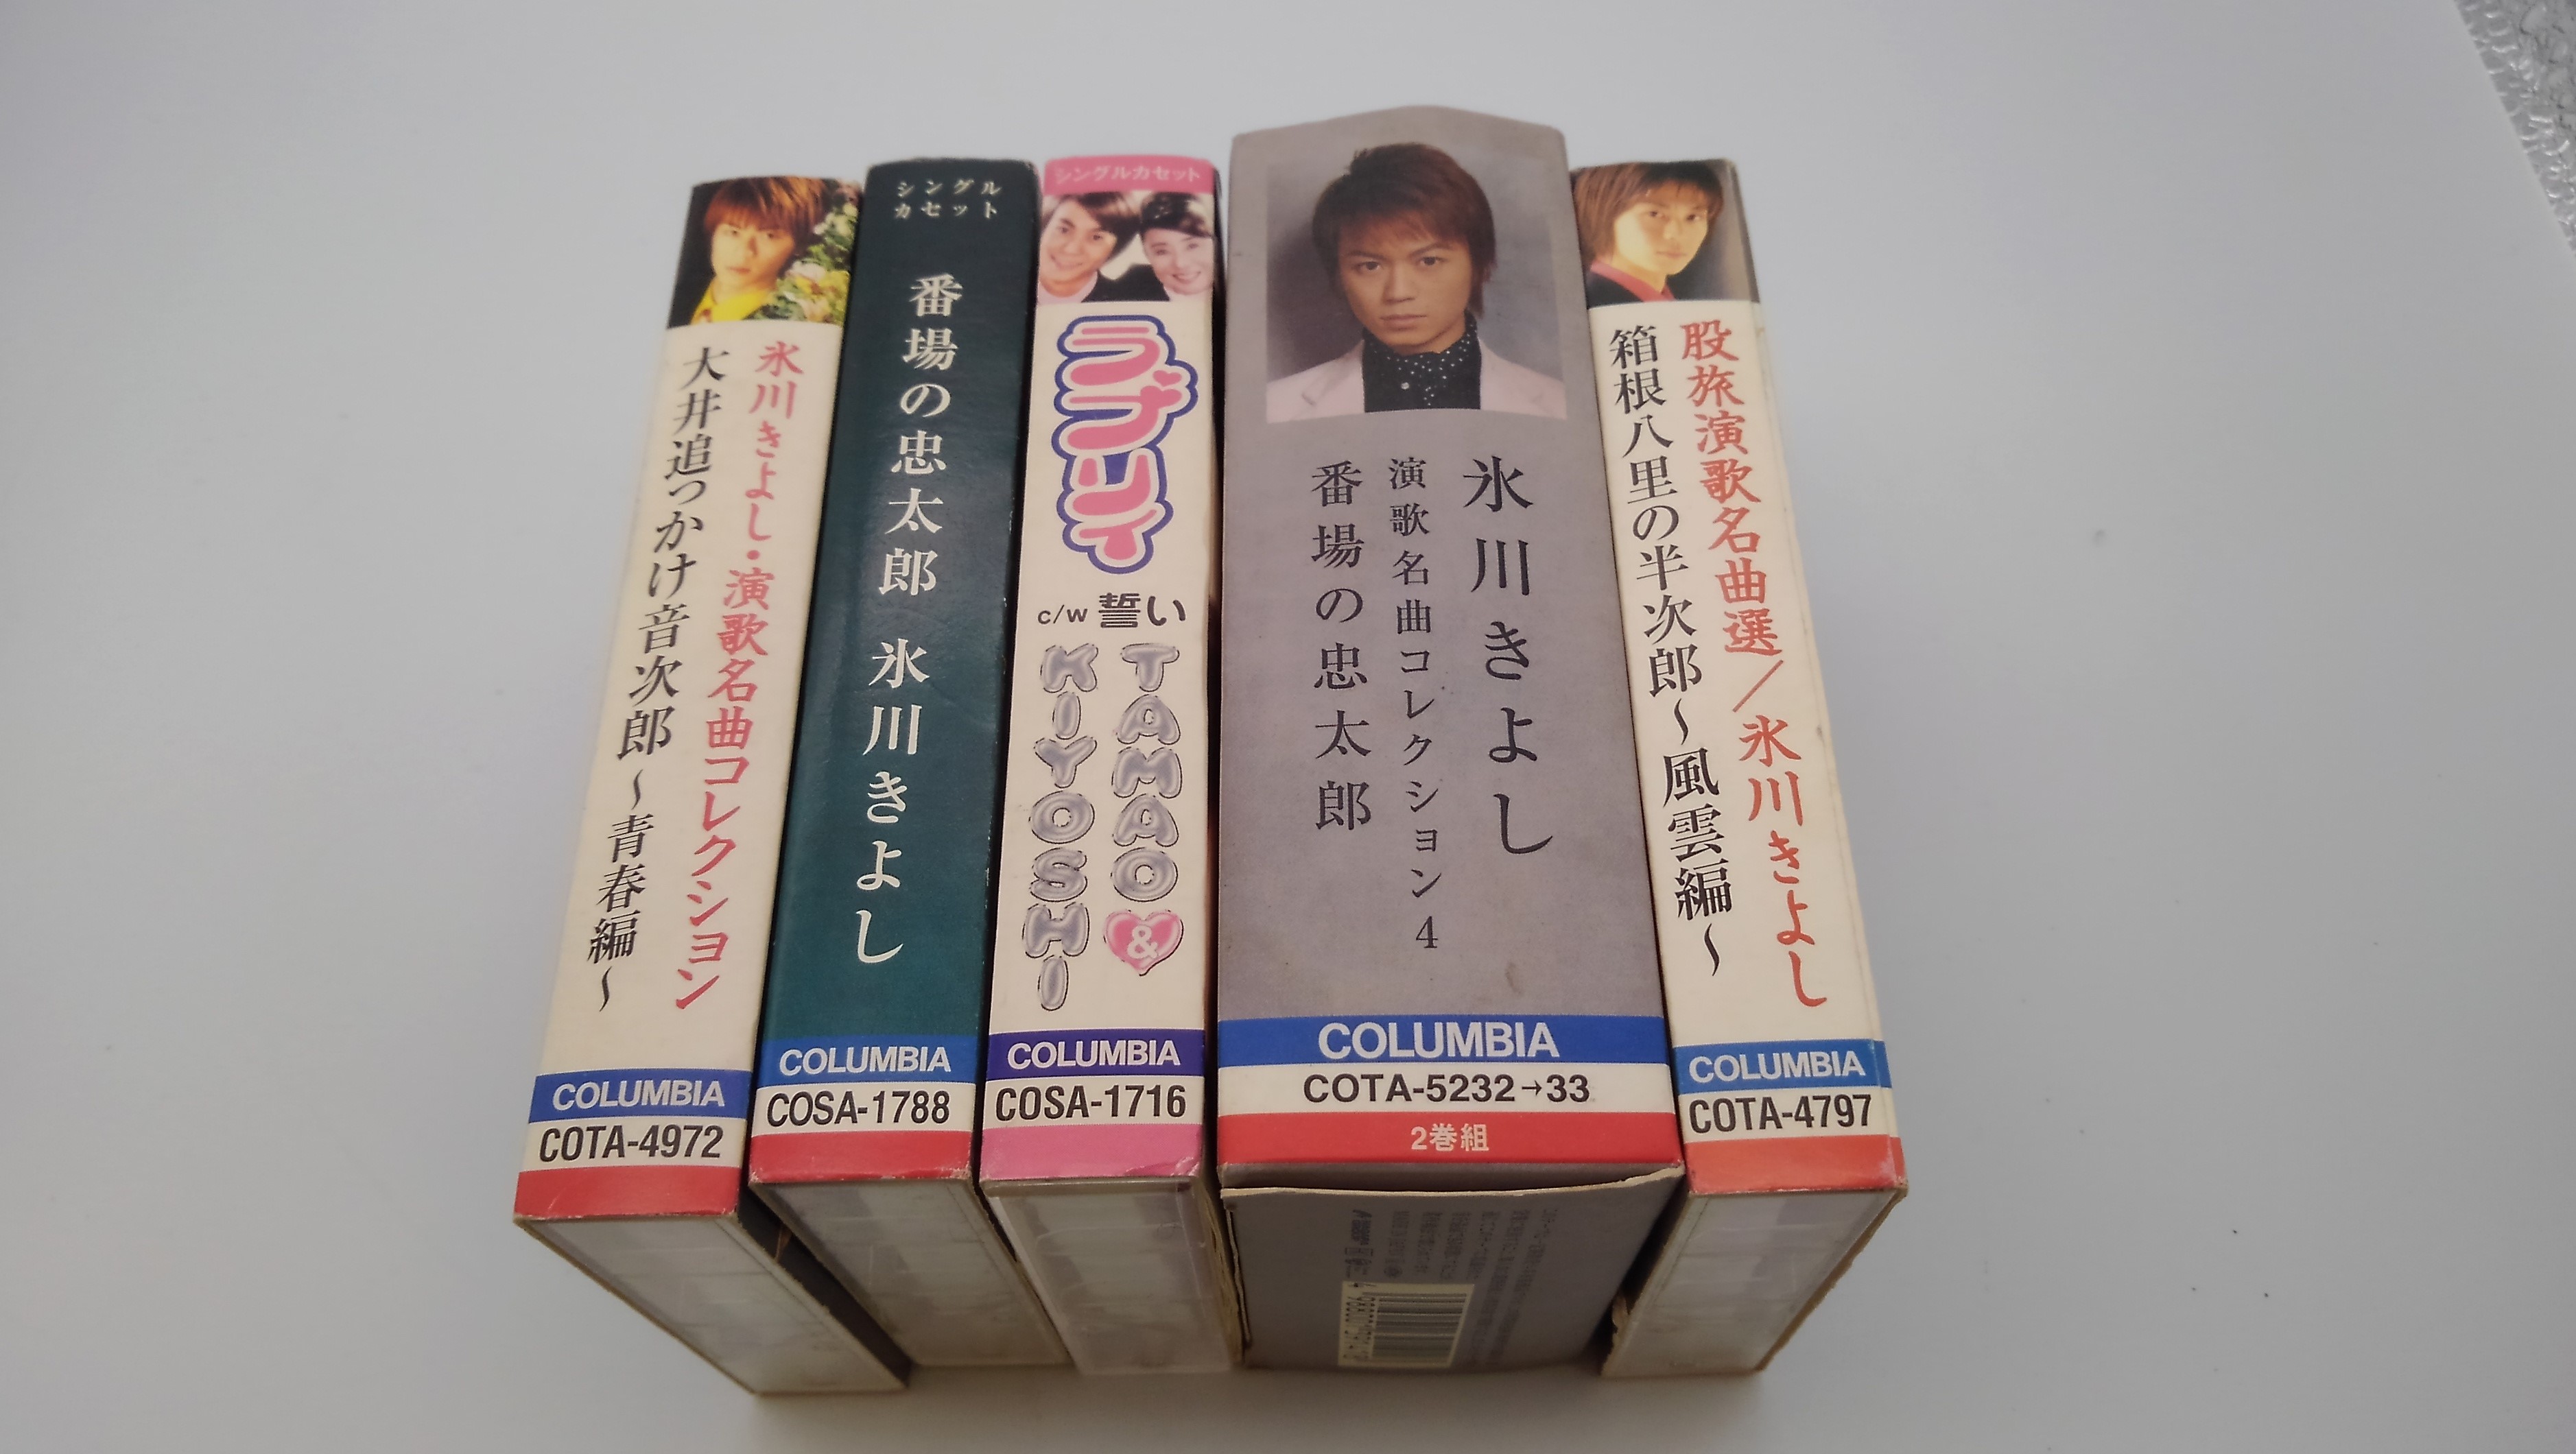 氷川きよし・演歌名曲コレクション
大井追っかけ音次郎 〜青春編〜
COLUMBIA
COTA-4972
シングル
カセット
番場の忠太郎 氷川きよし
COLUMBIA
COSA-1788
シングルカセット
ラブリィ
c/w 誓い
TAMAO &
KIYOSHI
COLUMBIA
COSA-1716
氷川きよし
演歌名曲コレクション4
番場の忠太郎
COLUMBIA
COTA-5232→33
2巻組
股旅演歌名曲選／氷川きよし
箱根八里の半次郎〜風雲編〜
COLUMBIA
COTA-4797